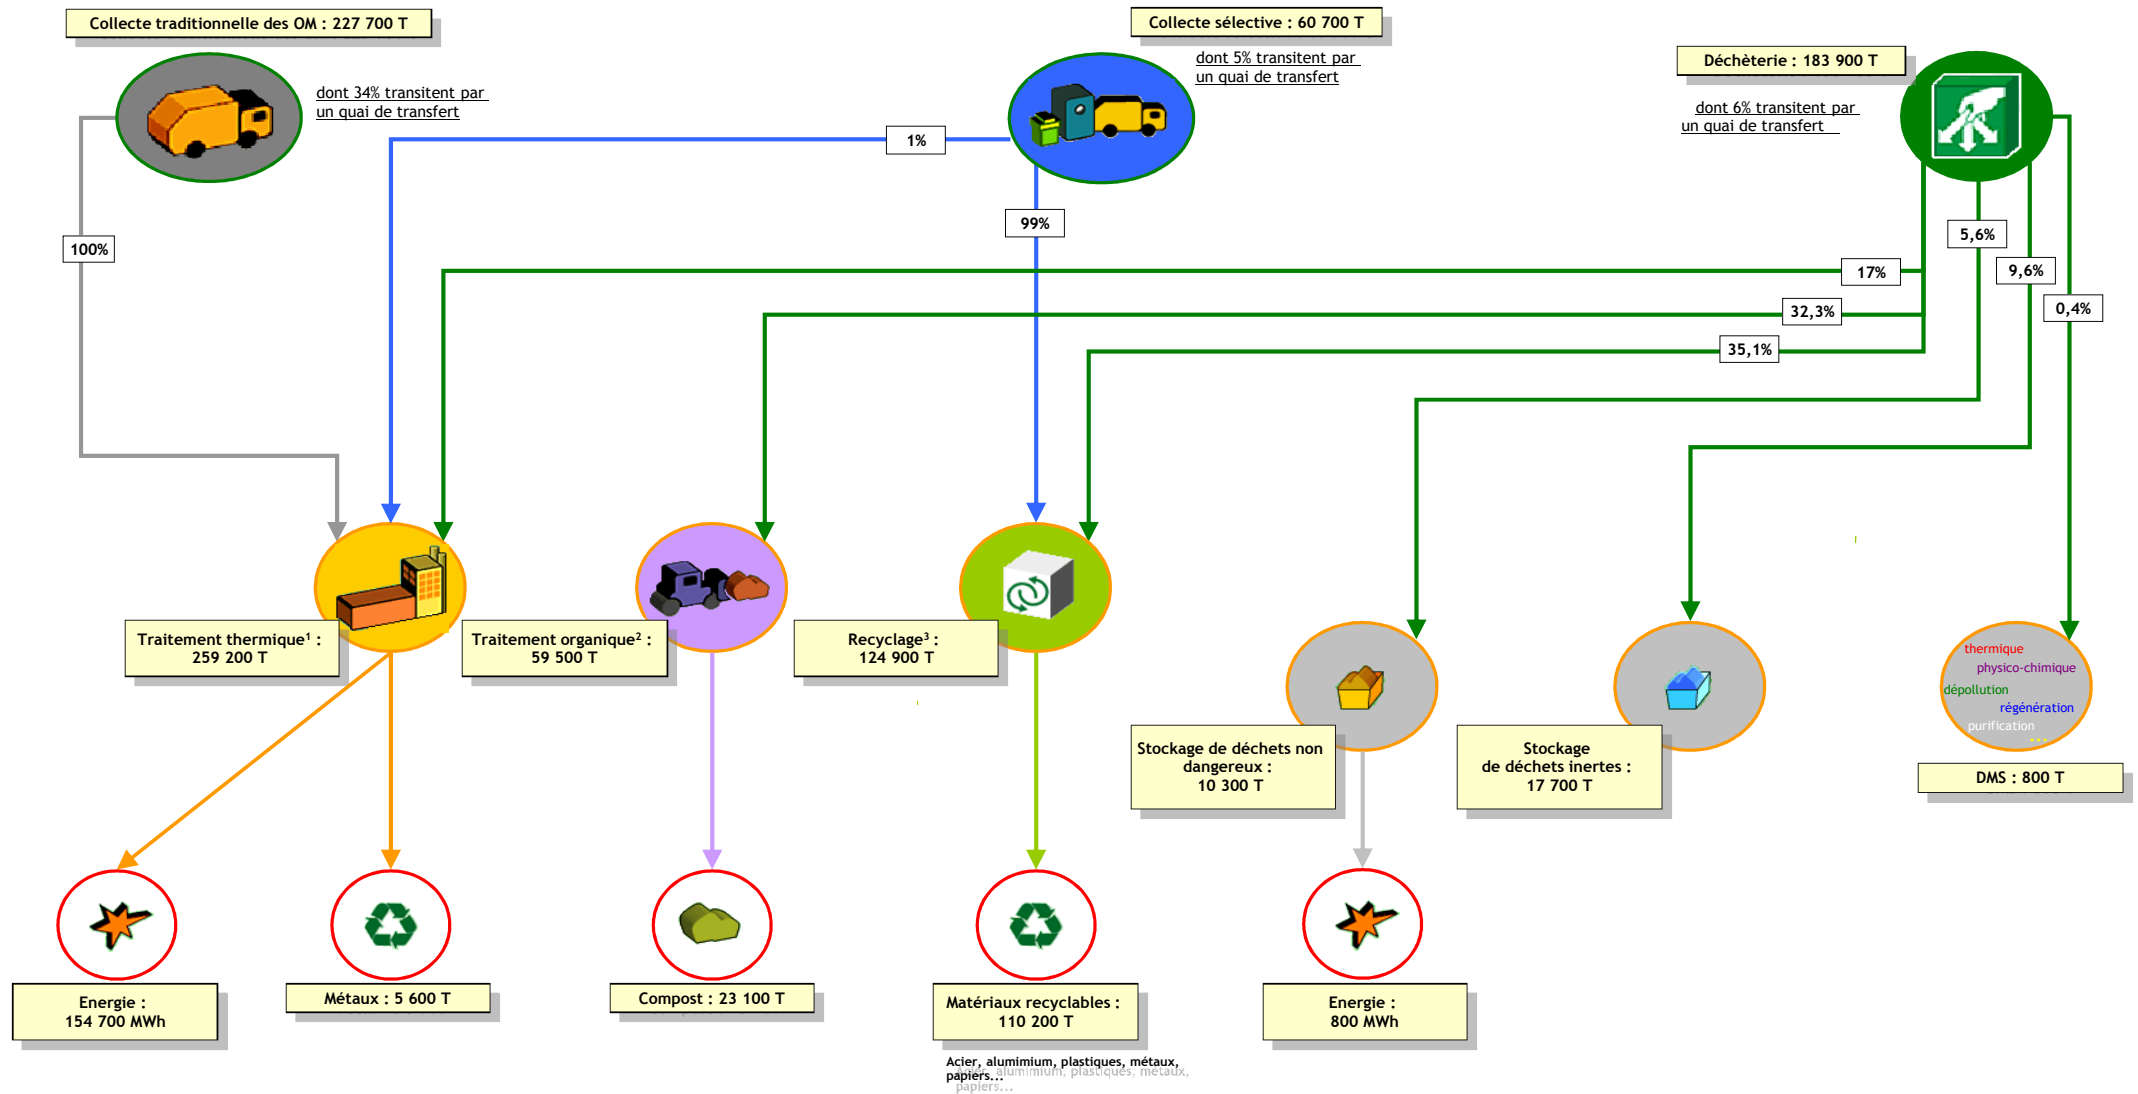 Collecte traditionnelle des OM : 227 700 T
Collecte sélective : 60 700 T
Déchèterie : 183 900 T
dont 34% transitent par
un quai de transfert
dont 5% transitent par
un quai de transfert
dont 6% transitent par
un quai de transfert
1%
99%
100%
5,6%
17%
9,6%
32,3%
0,4%
35,1%
Traitement thermique¹ :
259 200 T
Traitement organique² :
59 500 T
Recyclage³ :
124 900 T
thermique
physico-chimique
dépollution
régénération
purification
...
Stockage de déchets non
dangereux :
10 300 T
Stockage
de déchets inertes :
17 700 T
DMS : 800 T
Energie :
154 700 MWh
Métaux : 5 600 T
Compost : 23 100 T
Matériaux recyclables :
110 200 T
Energie :
800 MWh
Acier, alumimium, plastiques, métaux,
papiers...